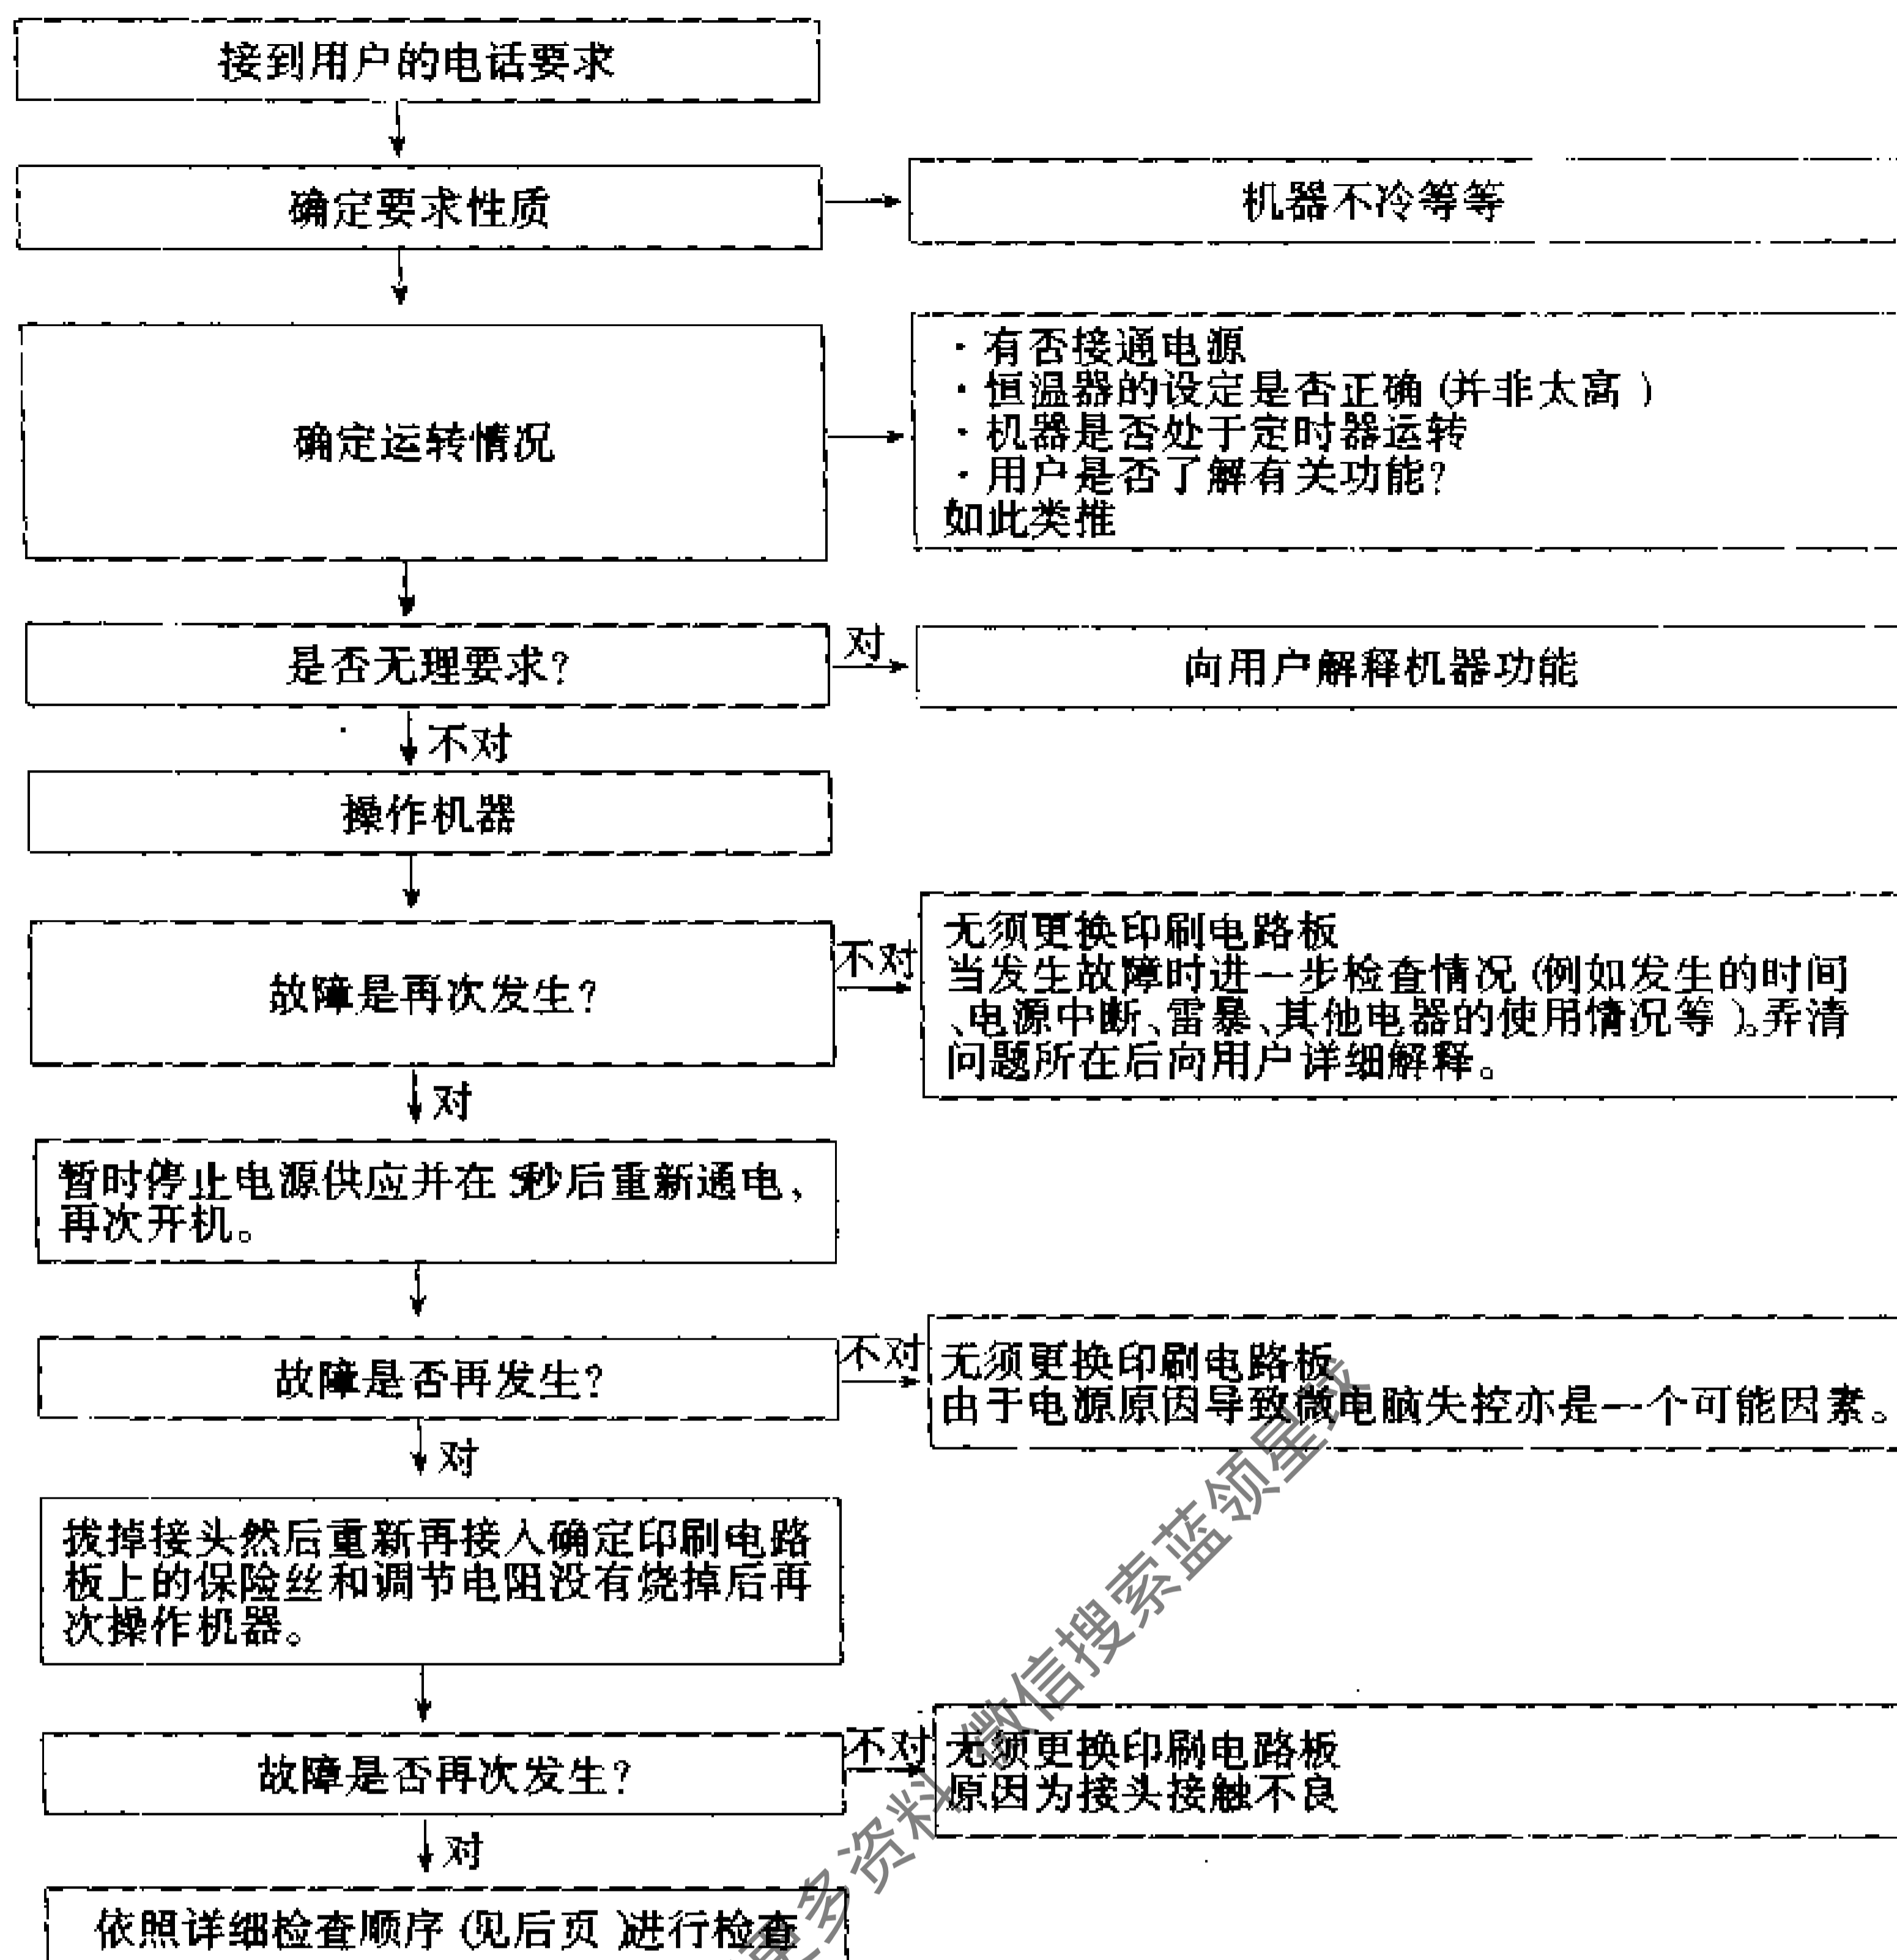 接到用户的电话要求
确定要求性质
机器不冷等等
确定运转情况
·有否接通电源
·恒温器的设定是否正确(并非太高)
·机器是否处于定时器运转
·用户是否了解有关功能?
如此类推
是否无理要求?
对
向用户解释机器功能
不对
操作机器
故障是再次发生?
不对
无须更换印刷电路板
当发生故障时进一步检查情况(例如发生的时间
、电源中断、雷暴、其他电器的使用情况等)。弄清
问题所在后向用户详细解释。
对
暂时停止电源供应并在5秒后重新通电、
再次开机。
故障是否再发生?
不对
无须更换印刷电路板
由于电源原因导致微电脑失控亦是一个可能因素。
对
拔掉接头然后重新再接入确定印刷电路
板上的保险丝和调节电阻没有烧掉后再
次操作机器。
故障是否再次发生?
不对
无须更换印刷电路板
原因为接头接触不良
对
依照详细检查顺序(见后页)进行检查
更多资料 微信搜索蓝领星球